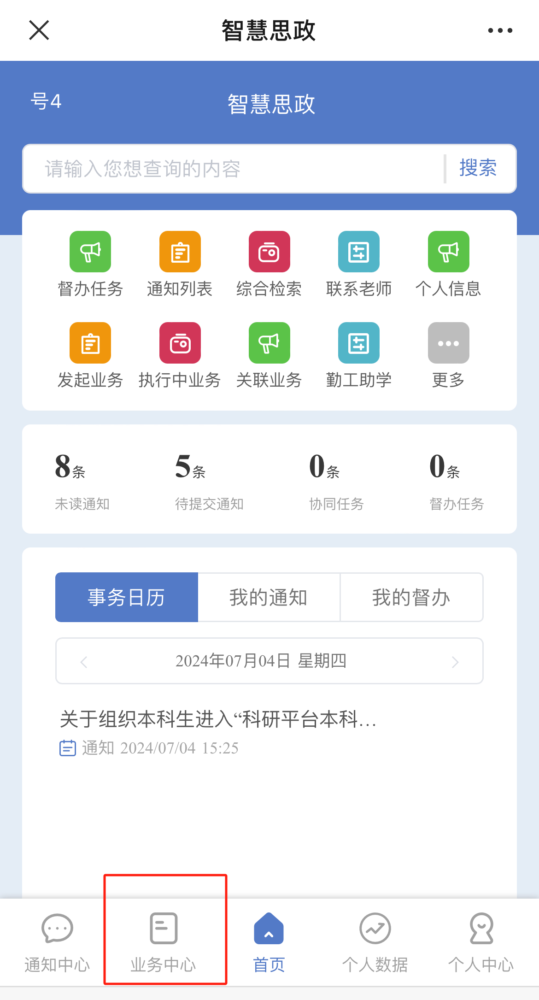 智慧思政
号4
智慧思政
请输入您想查询的内容
搜索
督办任务 通知列表 综合检索 联系老师 个人信息
发起业务 执行中业务 关联业务 勤工助学 更多
8条 5条 0条 0条
未读通知 待提交通知 协同任务 督办任务
事务日历 我的通知 我的督办
2024年07月04日 星期四
关于组织本科生进入“科研平台本科...
通知 2024/07/04 15:25
通知中心 业务中心 首页 个人数据 个人中心